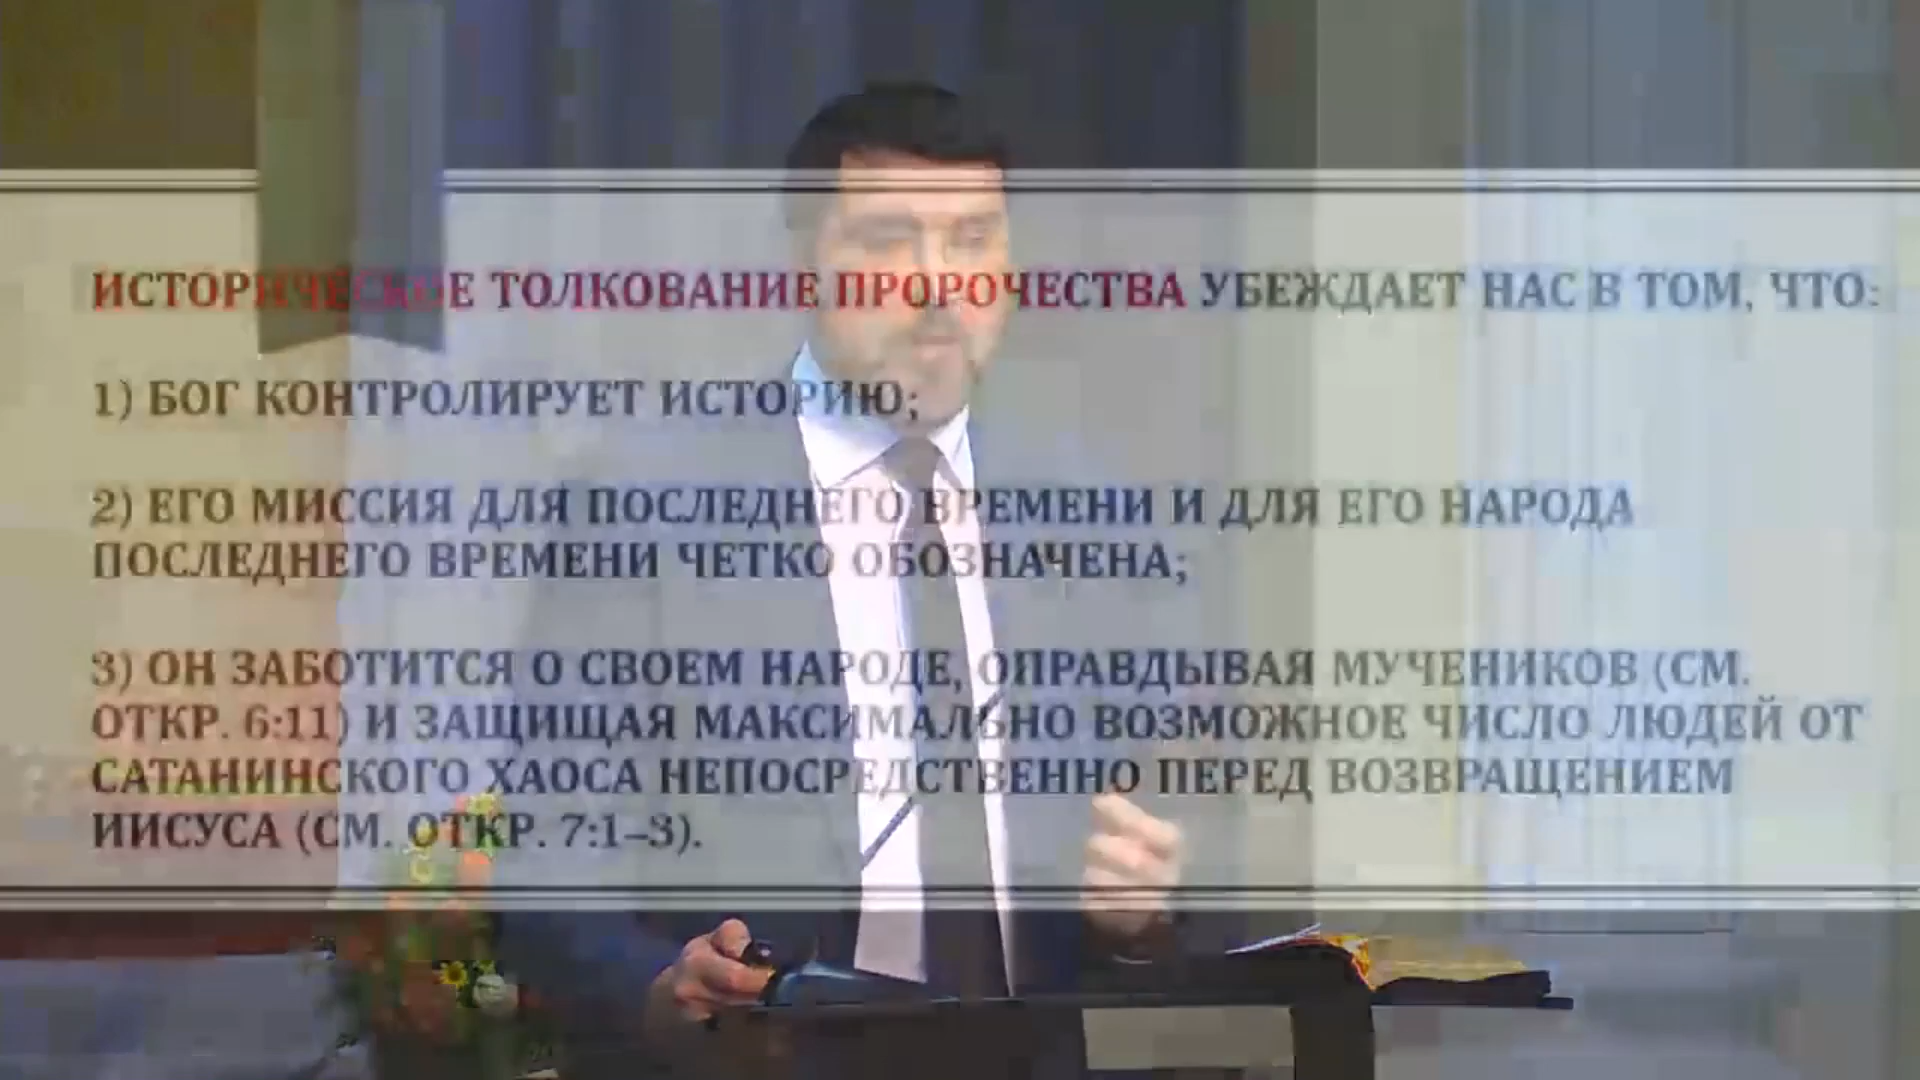 ИСТОРИЧЕСКОЕ ТОЛКОВАНИЕ ПРОРОЧЕСТВА УБЕЖДАЕТ НАС В ТОМ, ЧТО:
1) БОГ КОНТРОЛИРУЕТ ИСТОРИЮ;
2) ЕГО МИССИЯ ДЛЯ ПОСЛЕДНЕГО ВРЕМЕНИ И ДЛЯ ЕГО НАРОДА
ПОСЛЕДНЕГО ВРЕМЕНИ ЧЕТКО ОБОЗНАЧЕНА;
3) ОН ЗАБОТИТСЯ О СВОЕМ НАРОДЕ, ОПРАВДЫВАЯ МУЧЕНИКОВ (СМ.
ОТКР. 6:11) И ЗАЩИЩАЯ МАКСИМАЛЬНО ВОЗМОЖНОЕ ЧИСЛО ЛЮДЕЙ ОТ
САТАНИНСКОГО ХАОСА НЕПОСРЕДСТВЕННО ПЕРЕД ВОЗВРАЩЕНИЕМ
ИИСУСА (СМ. ОТКР. 7:1–3).